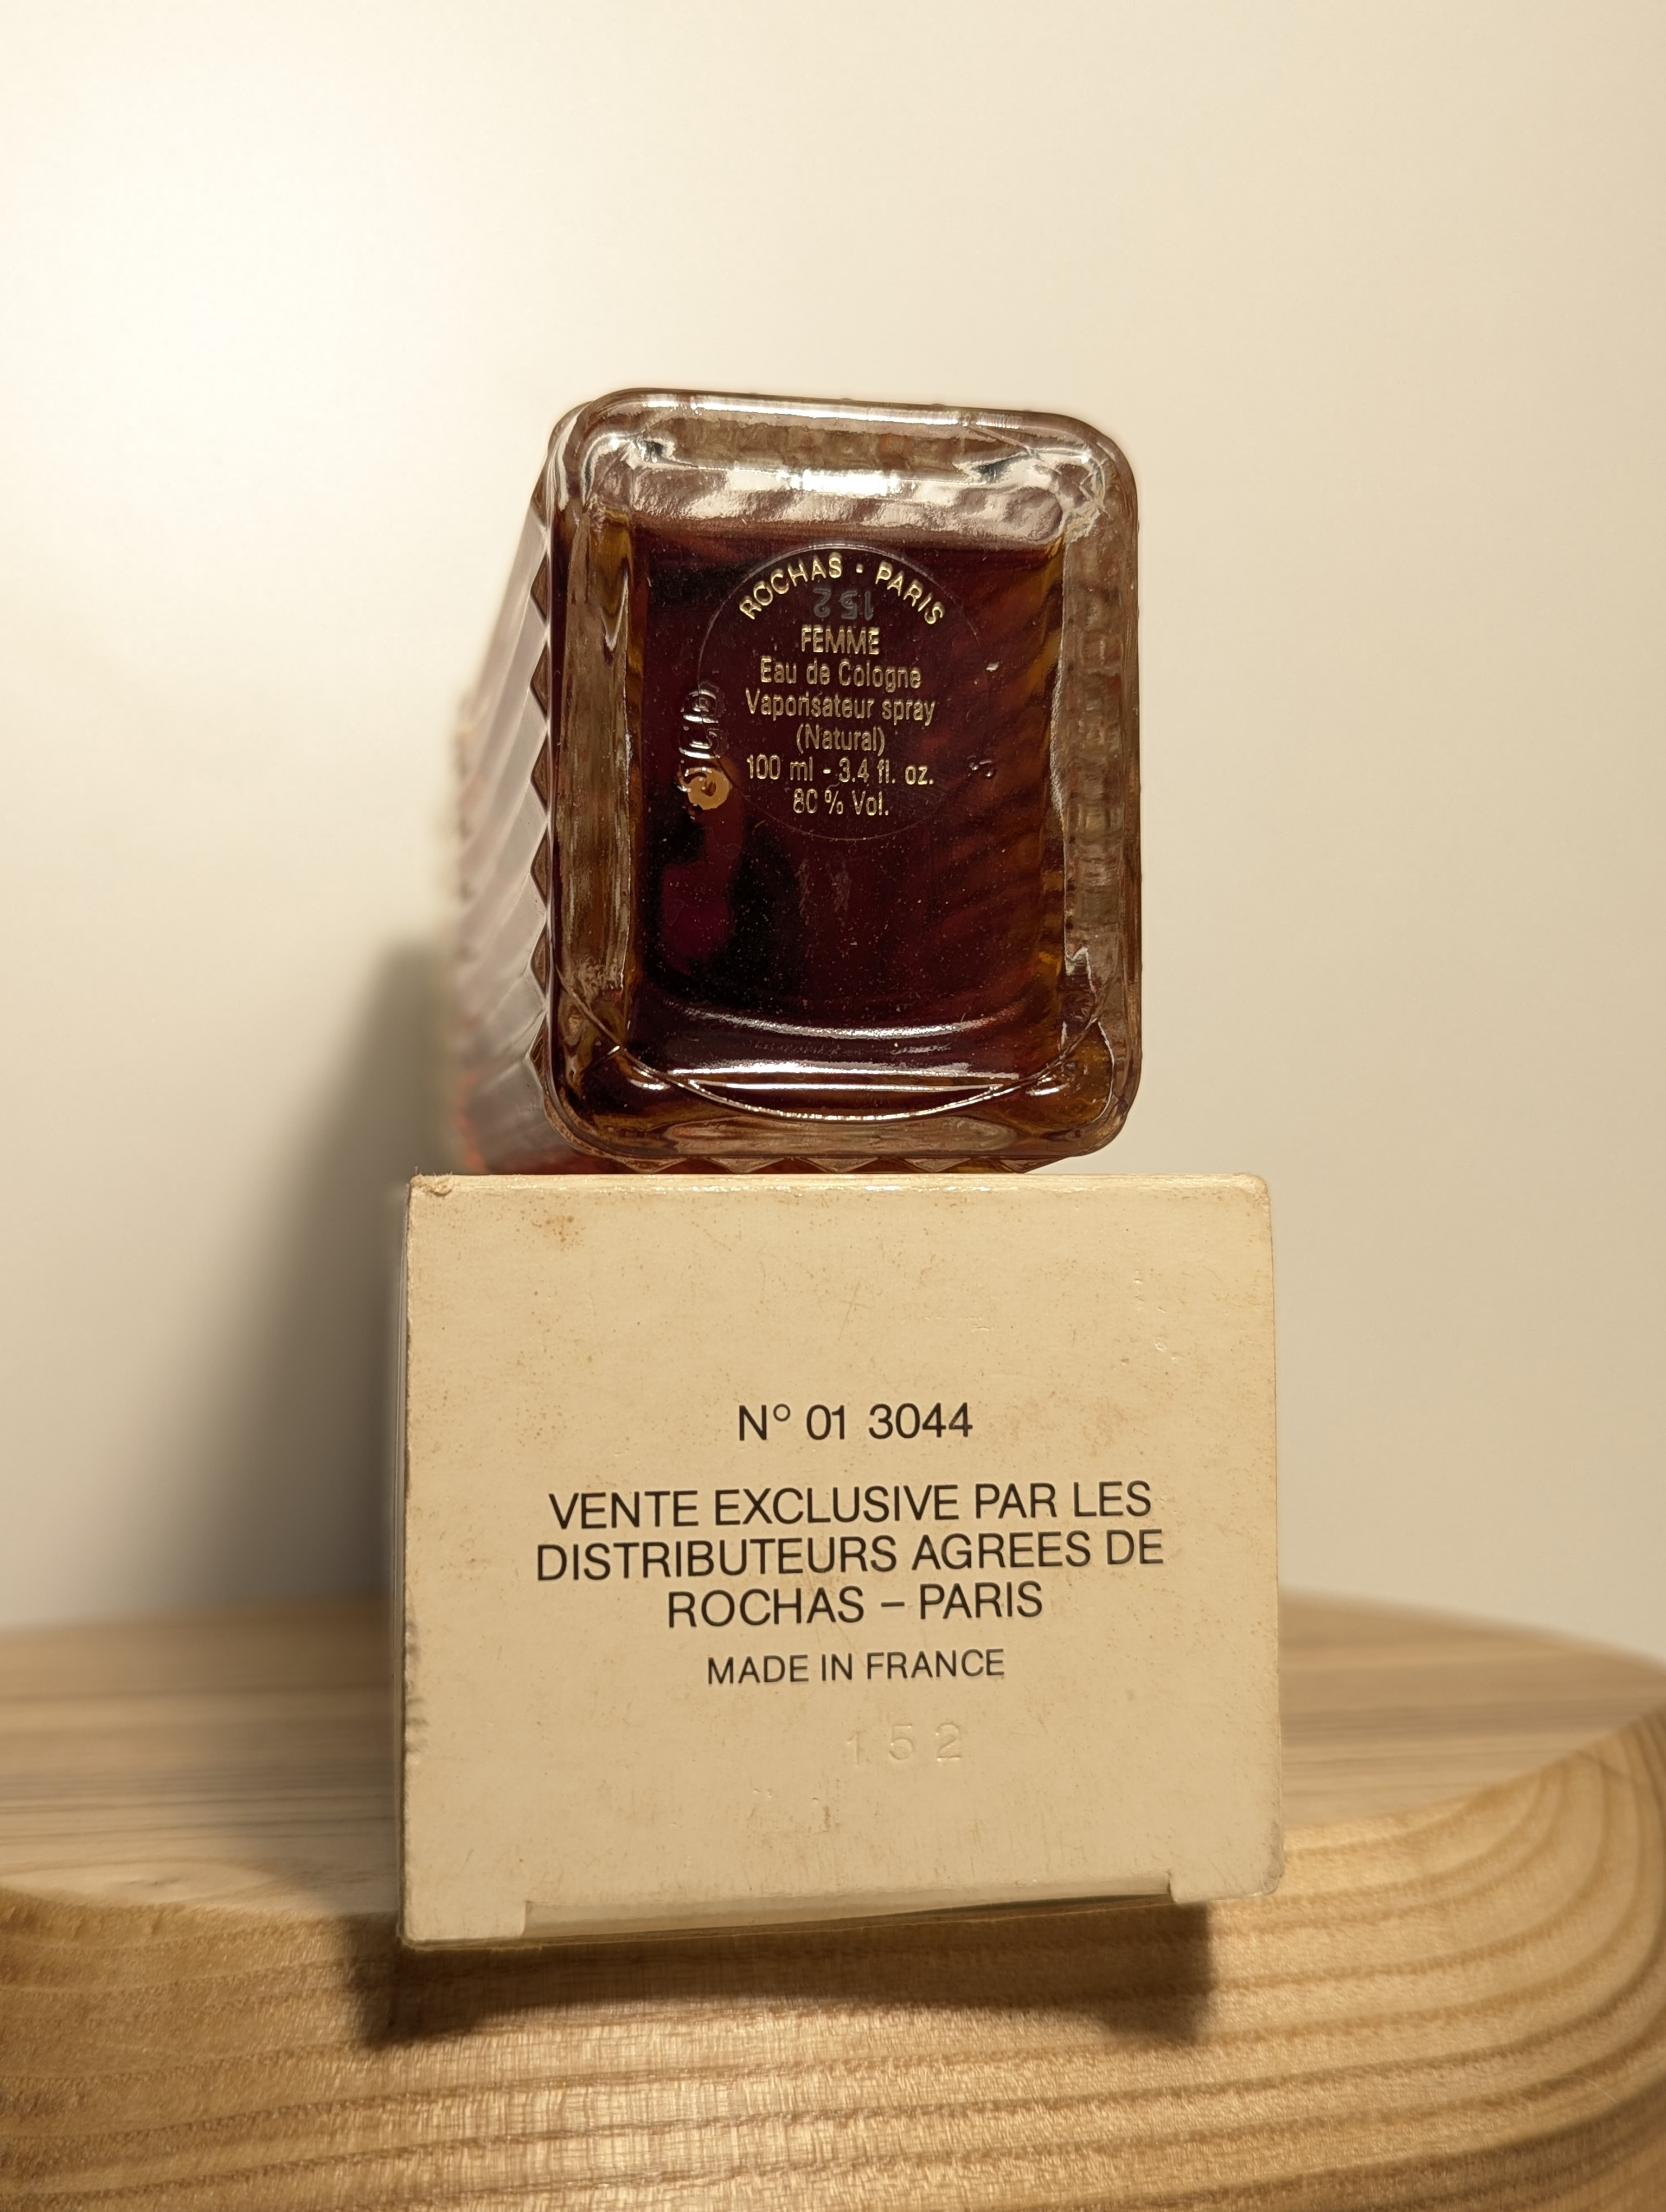 ROCHAS · PARIS
152
FEMME
Eau de Cologne
Vaporisateur spray
(Natural)
100 ml - 3.4 fl. oz.
80 % Vol.
N° 01 3044
VENTE EXCLUSIVE PAR LES
DISTRIBUTEURS AGREES DE
ROCHAS – PARIS
MADE IN FRANCE
152